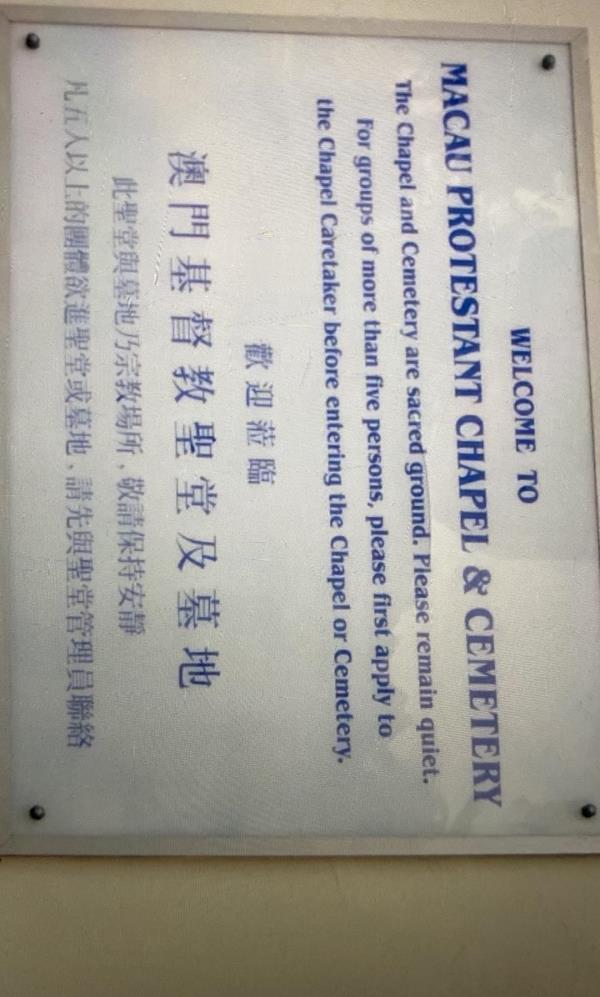 WELCOME TO
MACAU PROTESTANT CHAPEL & CEMETERY
The Chapel and Cemetery are sacred ground. Please remain quiet.
For groups of more than five persons, please first apply to
the Chapel Caretaker before entering the Chapel or Cemetery.
歡迎蒞臨
澳門基督教聖堂及墓地
此聖堂與墓地乃宗教場所，敬請保持安靜
凡五人以上的團體欲進聖堂或墓地，請先與聖堂管理員聯絡